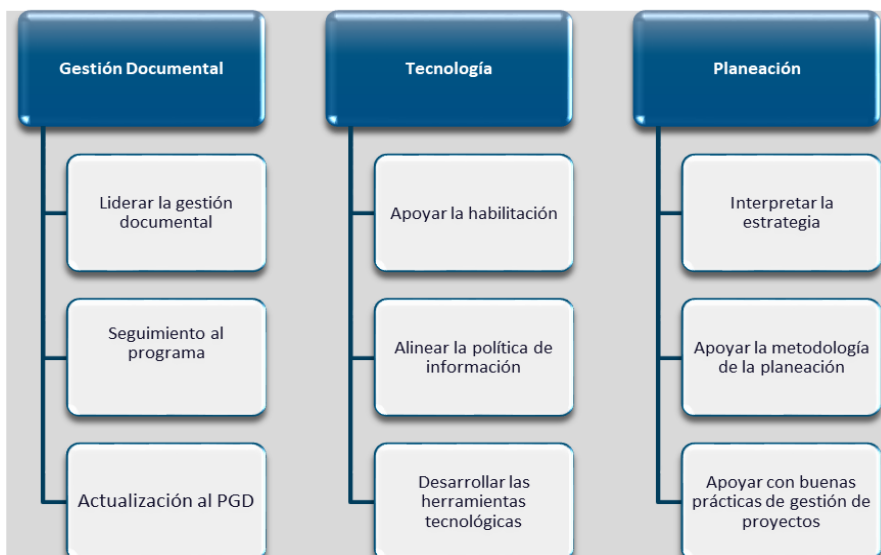 Gestión Documental
Liderar la gestión
documental
Seguimiento al
programa
Actualización al PGD
Tecnología
Apoyar la habilitación
Alinear la política de
información
Desarrollar las
herramientas
tecnológicas
Planeación
Interpretar la
estrategia
Apoyar la metodología
de la planeación
Apoyar con buenas
prácticas de gestión de
proyectos